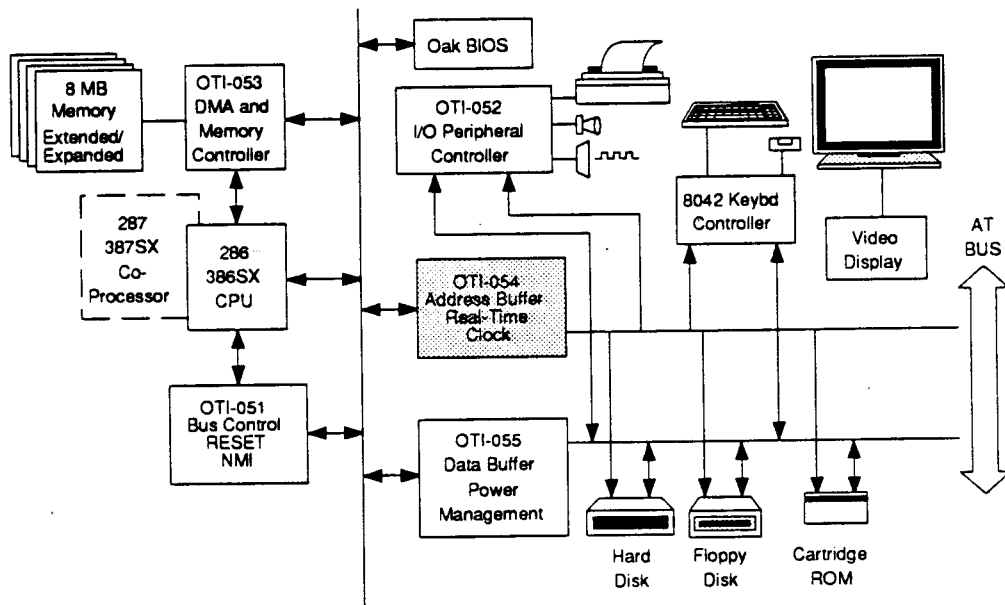 Oak BIOS
OTI-053
DMA and
Memory
Controller
8 MB
Memory
Extended/
Expanded
OTI-052
I/O Peripheral
Controller
8042 Keybd
Controller
Video
Display
AT
BUS
287
387SX
Co-
Processor
286
386SX
CPU
OTI-054
Address Buffer
Real-Time
Clock
OTI-051
Bus Control
RESET
NMI
OTI-055
Data Buffer
Power
Management
Hard
Disk
Floppy
Disk
Cartridge
ROM